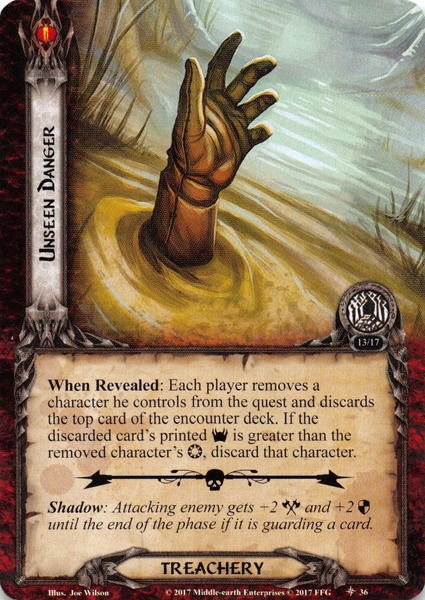 UNSEEN DANGER
13/17
When Revealed: Each player removes a
character he controls from the quest and discards
the top card of the encounter deck. If the
discarded card's printed is greater than the
removed character's , discard that character.
Shadow: Attacking enemy gets +2 and +2
until the end of the phase if it is guarding a card.
TREACHERY
Illus. Joe Wilson © 2017 Middle-earth Enterprises © 2017 FFG 36